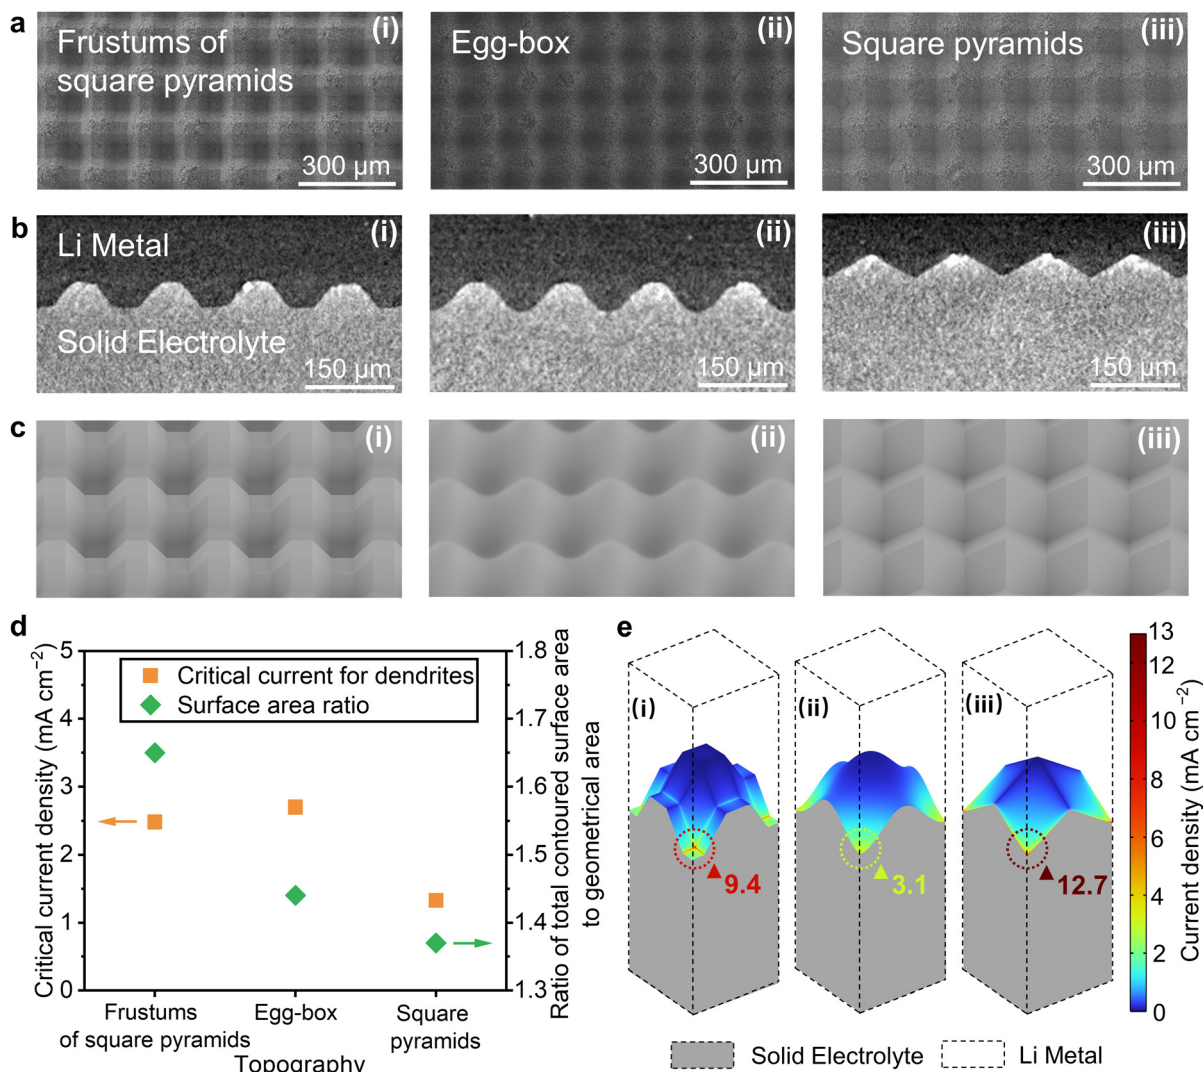 a
Frustums of
square pyramids
(i)
300 µm
Egg-box
(ii)
300 µm
Square pyramids
(iii)
300 µm
b
Li Metal
(i)
Solid Electrolyte
150 µm
(ii)
150 µm
(iii)
150 µm
c
(i)
(ii)
(iii)
d
Critical current density (mA cm⁻²)
5
4
3
2
1
0
Critical current for dendrites
Surface area ratio
1.8
1.7
1.6
1.5
1.4
1.3
Ratio of total contoured surface area
to geometrical area
Frustums
of square pyramids
Egg-box
Square
pyramids
Topography
e
(i)
9.4
(ii)
3.1
(iii)
12.7
13
12
10
8
6
4
2
0
Current density (mA cm⁻²)
Solid Electrolyte
Li Metal